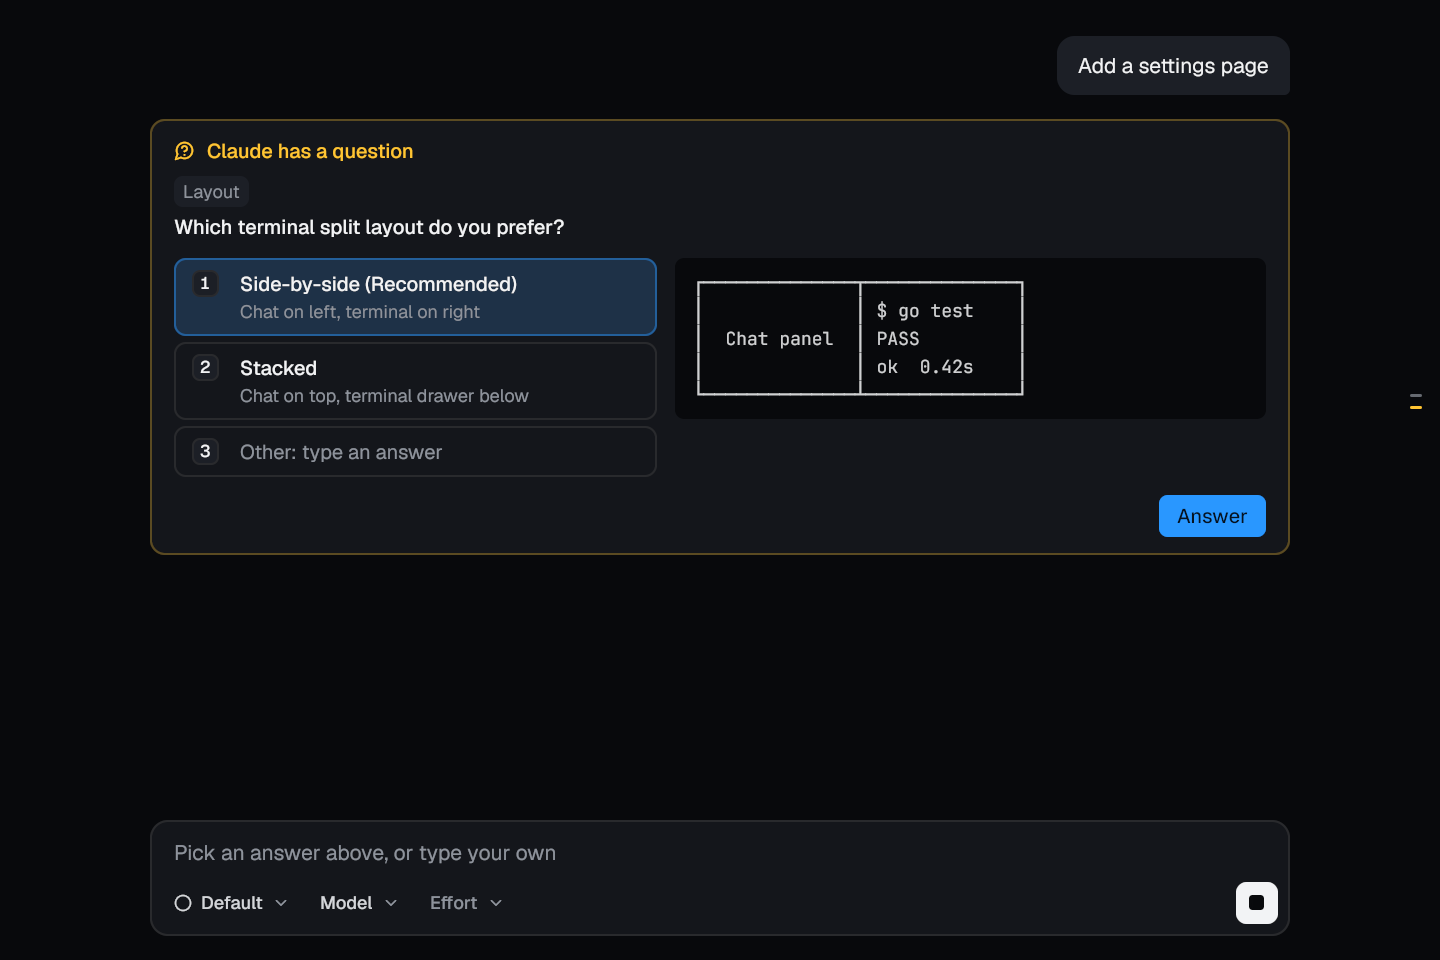 Add a settings page
Claude has a question
Layout
Which terminal split layout do you prefer?
1 Side-by-side (Recommended)
Chat on left, terminal on right
2 Stacked
Chat on top, terminal drawer below
3 Other: type an answer
$ go test
Chat panel PASS
ok 0.42s
Answer
Pick an answer above, or type your own
Default Model Effort